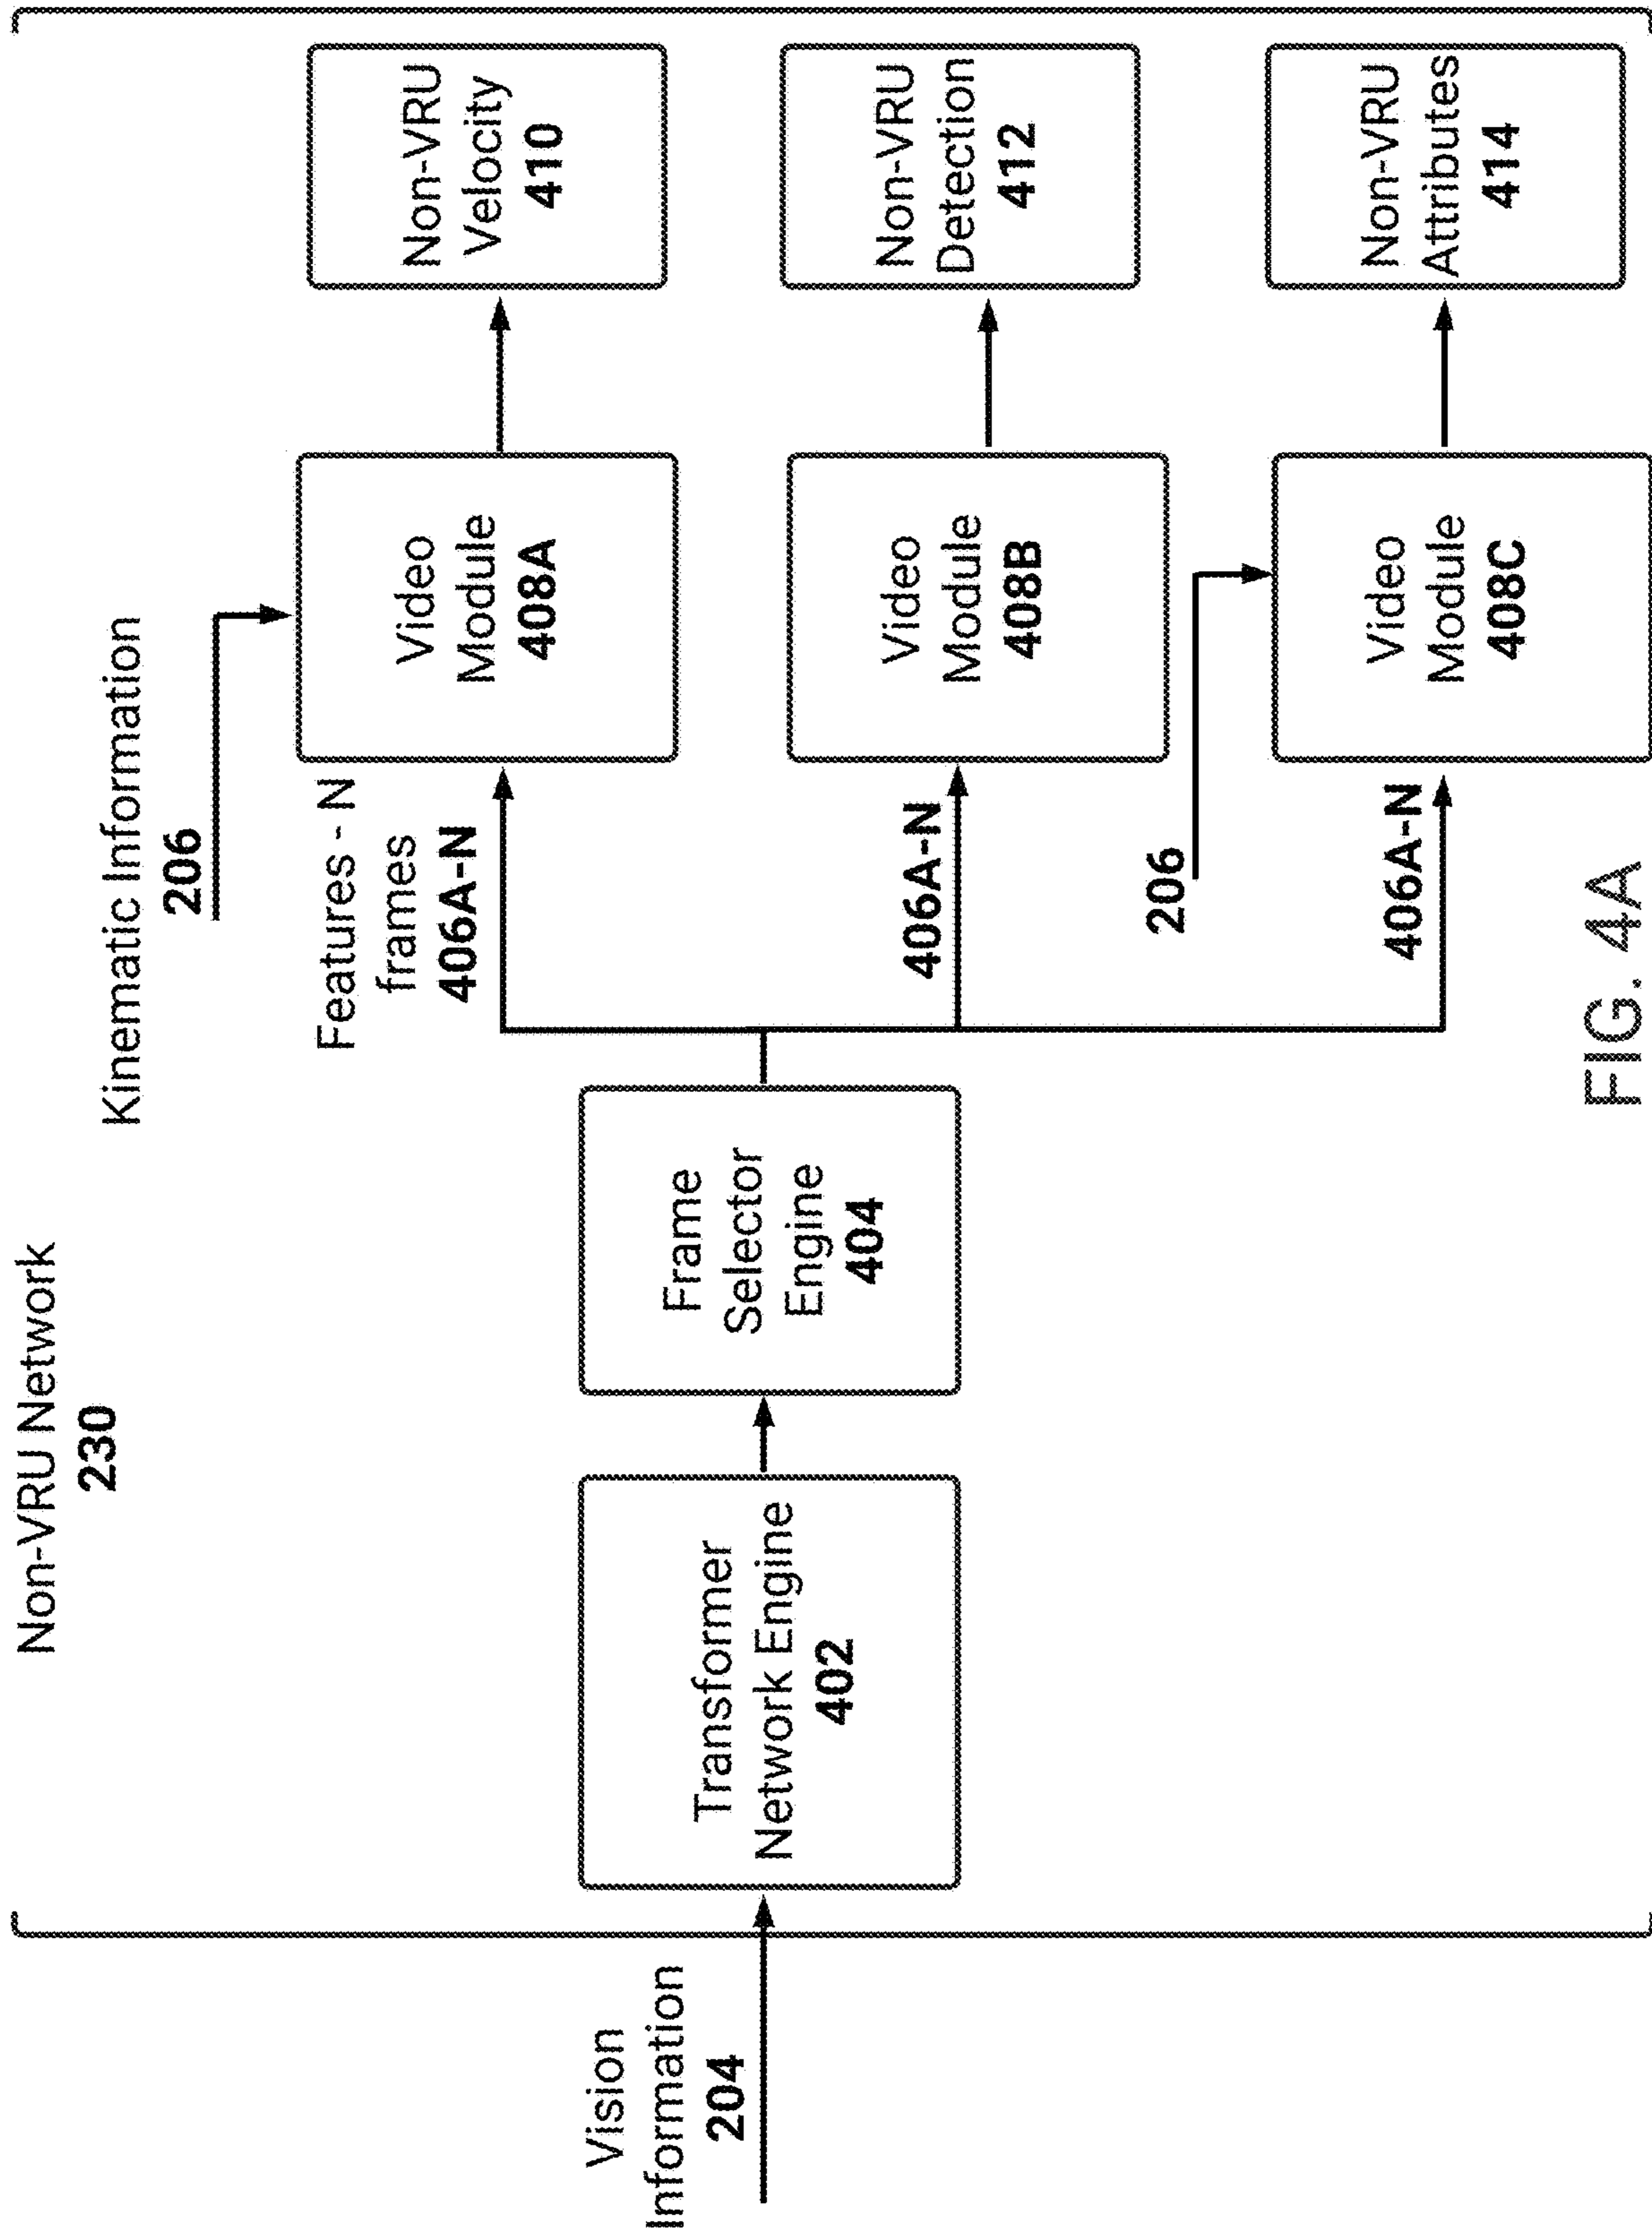 Non-VRU Network
230
Vision
Information
204
Transformer
Network Engine
402
Frame
Selector
Engine
404
Kinematic Information
206
Features - N
frames
406A-N
Video
Module
408A
Non-VRU
Velocity
410
406A-N
Video
Module
408B
Non-VRU
Detection
412
206
406A-N
Video
Module
408C
Non-VRU
Attributes
414
FIG. 4A